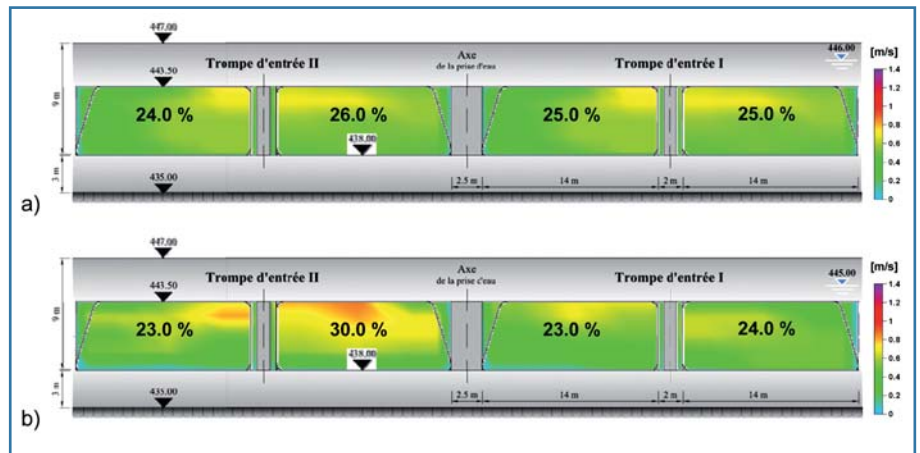 447.00
Axe
de la prise d'eau
446.00
[m/s]
Trompe d'entrée II
Trompe d'entrée I
443.50
9 m
24.0 %
26.0 %
25.0 %
25.0 %
438.00
3 m
435.00
2.5 m
14 m
2 m
14 m
1.4
1.2
1
0.8
0.6
0.4
0.2
0
a)
447.00
Axe
de la prise d'eau
445.00
[m/s]
Trompe d'entrée II
Trompe d'entrée I
443.50
9 m
23.0 %
30.0 %
23.0 %
24.0 %
438.00
3 m
435.00
2.5 m
14 m
2 m
14 m
1.4
1.2
1
0.8
0.6
0.4
0.2
0
b)